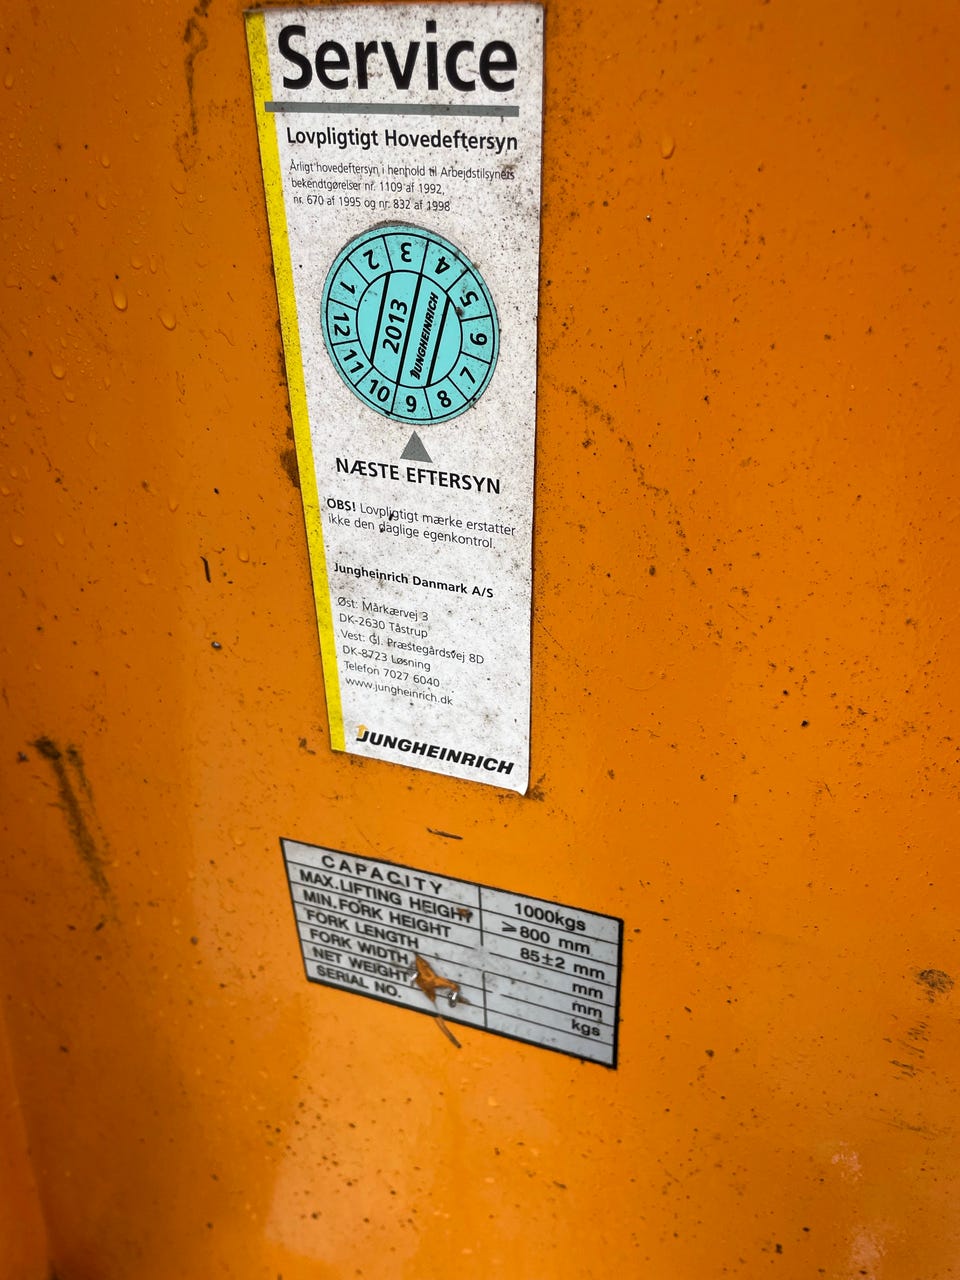 Service
Lovpligtigt Hovedeftersyn
Årligt hovedeftersyn i henhold til Arbejdstilsynets
bekendtgørelser nr. 1109 af 1992,
nr. 670 af 1995 og nr. 832 af 1998
1 2 3 4 5 6 7 8 9 10 11 12
2013
JUNGHEINRICH
NÆSTE EFTERSYN
OBS! Lovpligtigt mærke erstatter
ikke den daglige egenkontrol.
Jungheinrich Danmark A/S
Øst: Mårkærvej 3
DK-2630 Tåstrup
Vest: Gl. Præstegårdsvej 8D
DK-8723 Løsning
Telefon 7027 6040
www.jungheinrich.dk
JUNGHEINRICH
CAPACITY 1000kgs
MAX.LIFTING HEIGHT ≥800 mm
MIN.FORK HEIGHT 85±2 mm
FORK LENGTH mm
FORK WIDTH mm
NET WEIGHT kgs
SERIAL NO.